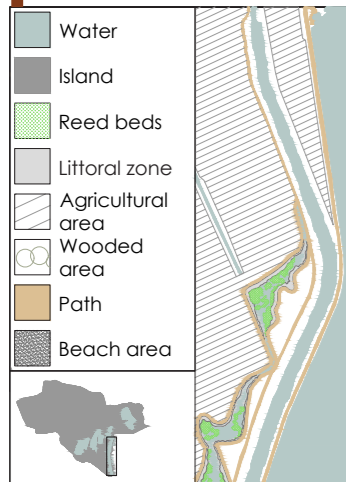 Water
Island
Reed beds
Littoral zone
Agricultural
area
Wooded
area
Path
Beach area